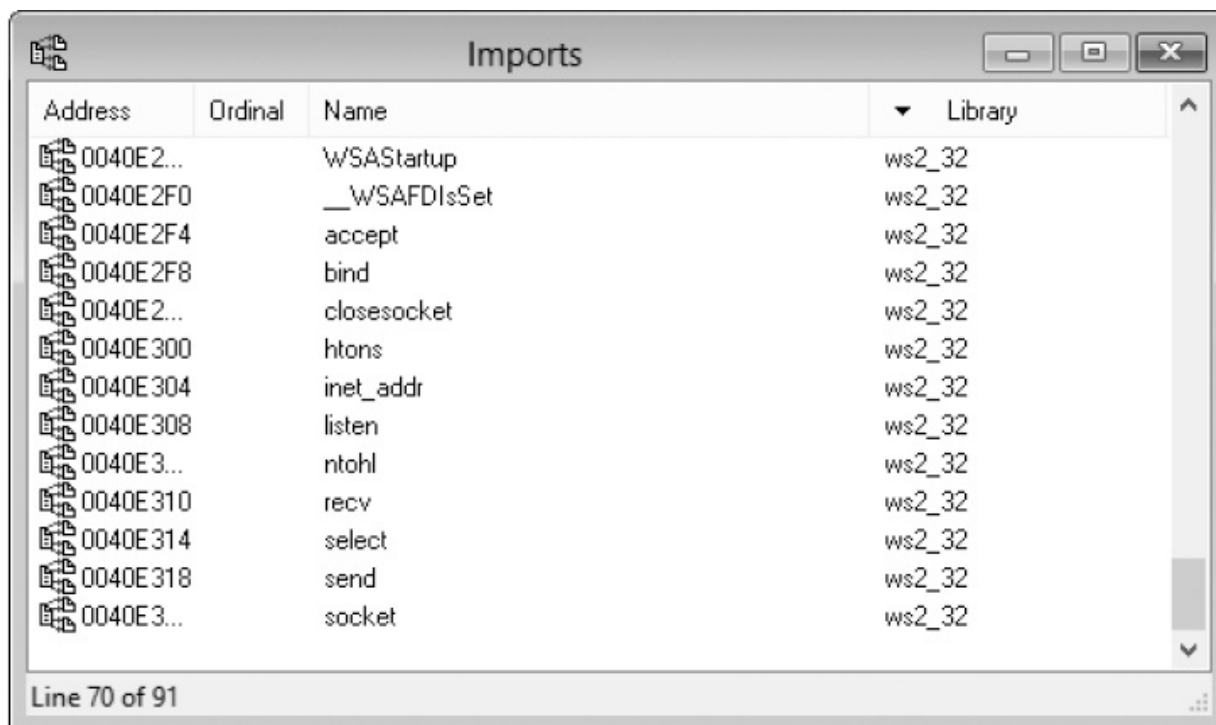 Imports
Address Ordinal Name Library
0040E2... WSAStartup ws2_32
0040E2F0 __WSAFDIsSet ws2_32
0040E2F4 accept ws2_32
0040E2F8 bind ws2_32
0040E2... closesocket ws2_32
0040E300 htons ws2_32
0040E304 inet_addr ws2_32
0040E308 listen ws2_32
0040E3... ntohl ws2_32
0040E310 recv ws2_32
0040E314 select ws2_32
0040E318 send ws2_32
0040E3... socket ws2_32
Line 70 of 91